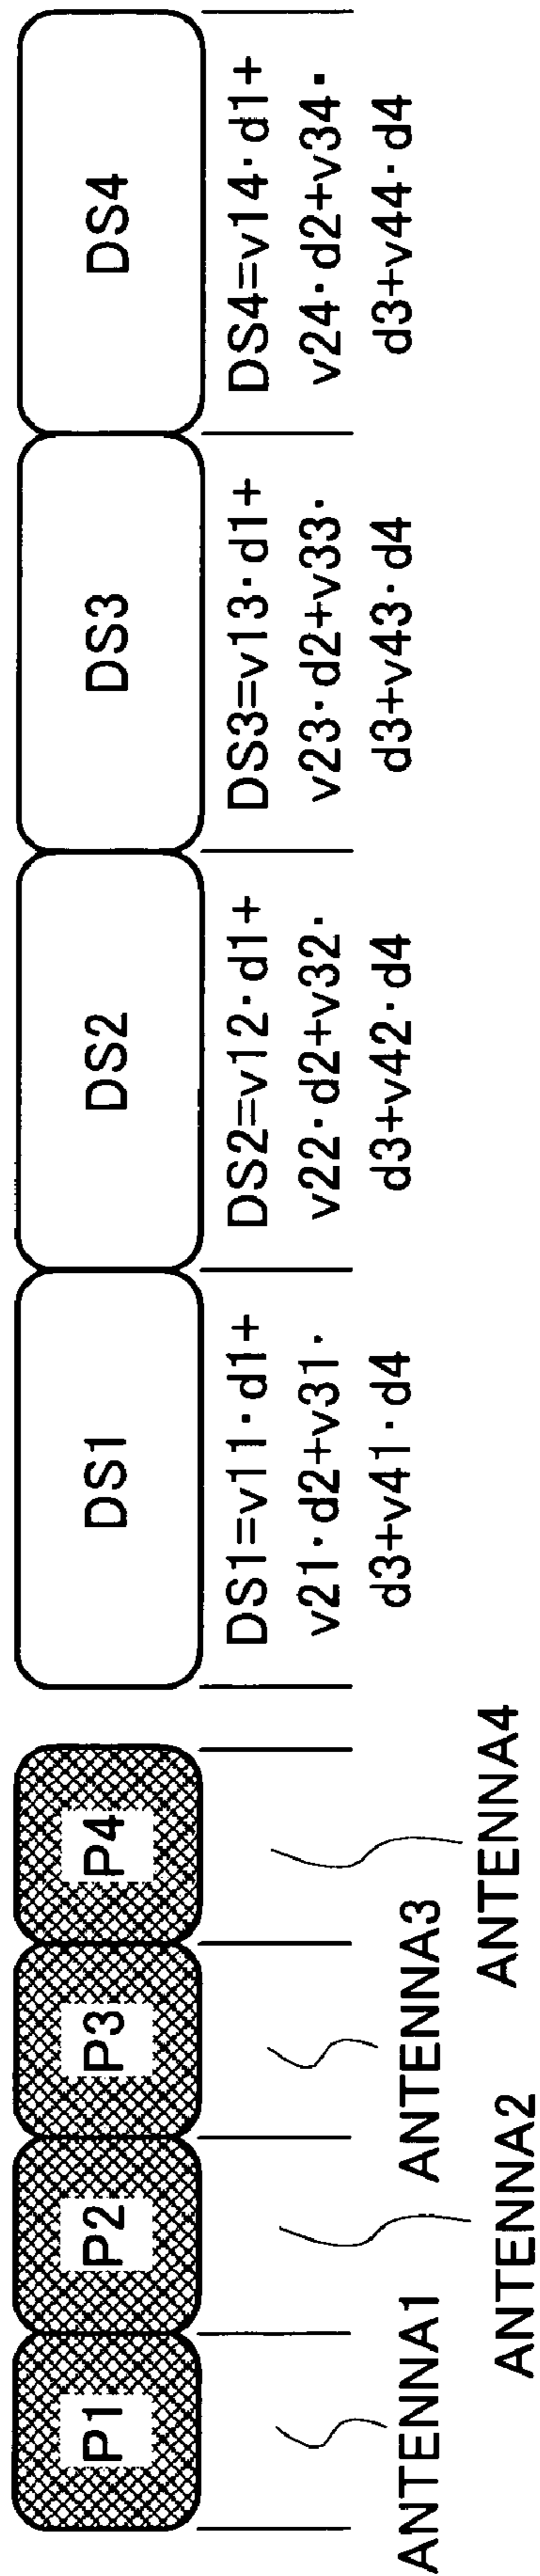 P1
P2
P3
P4
DS1
DS2
DS3
DS4
ANTENNA1
ANTENNA2
ANTENNA3
ANTENNA4
DS1=v11·d1+
v21·d2+v31·
d3+v41·d4
DS2=v12·d1+
v22·d2+v32·
d3+v42·d4
DS3=v13·d1+
v23·d2+v33·
d3+v43·d4
DS4=v14·d1+
v24·d2+v34·
d3+v44·d4